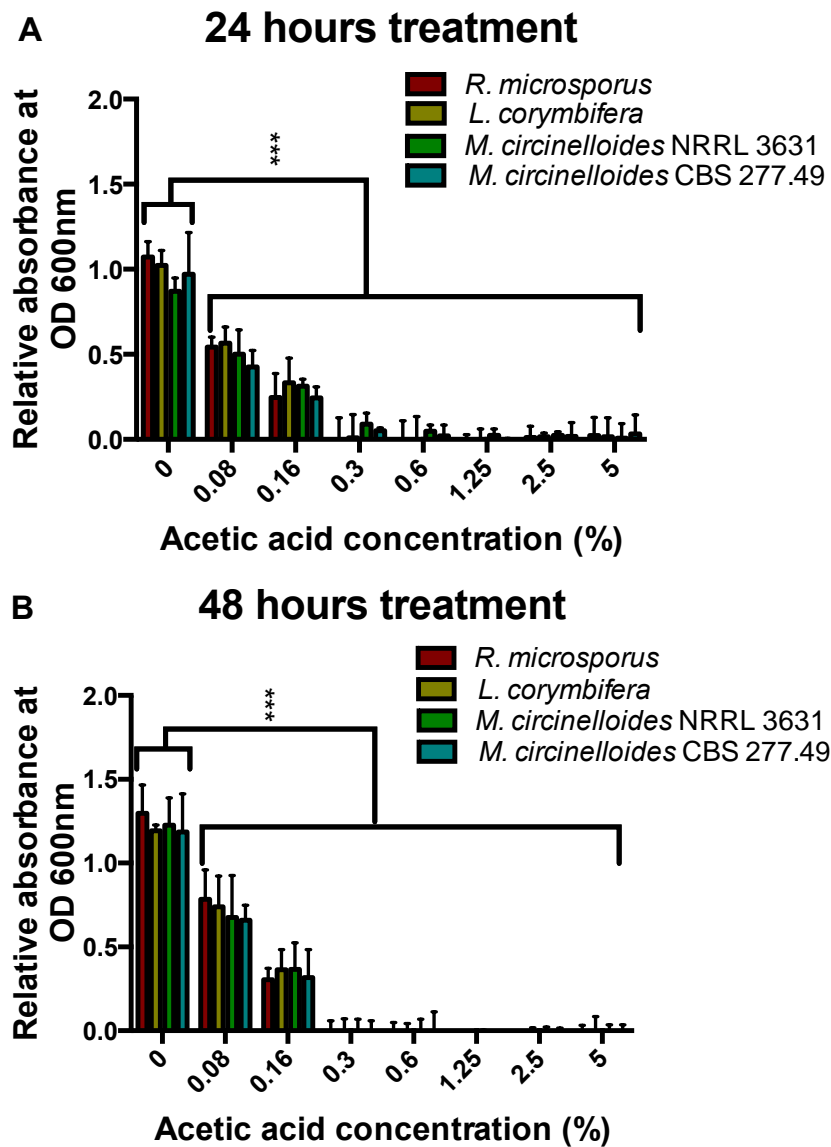 A
24 hours treatment
R. microsporus
L. corymbifera
M. circinelloides NRRL 3631
M. circinelloides CBS 277.49
Relative absorbance at
OD 600nm
2.0
1.5
1.0
0.5
0.0
***
0
0.08
0.16
0.3
0.6
1.25
2.5
5
Acetic acid concentration (%)
B
48 hours treatment
R. microsporus
L. corymbifera
M. circinelloides NRRL 3631
M. circinelloides CBS 277.49
Relative absorbance at
OD 600nm
2.0
1.5
1.0
0.5
0.0
***
0
0.08
0.16
0.3
0.6
1.25
2.5
5
Acetic acid concentration (%)